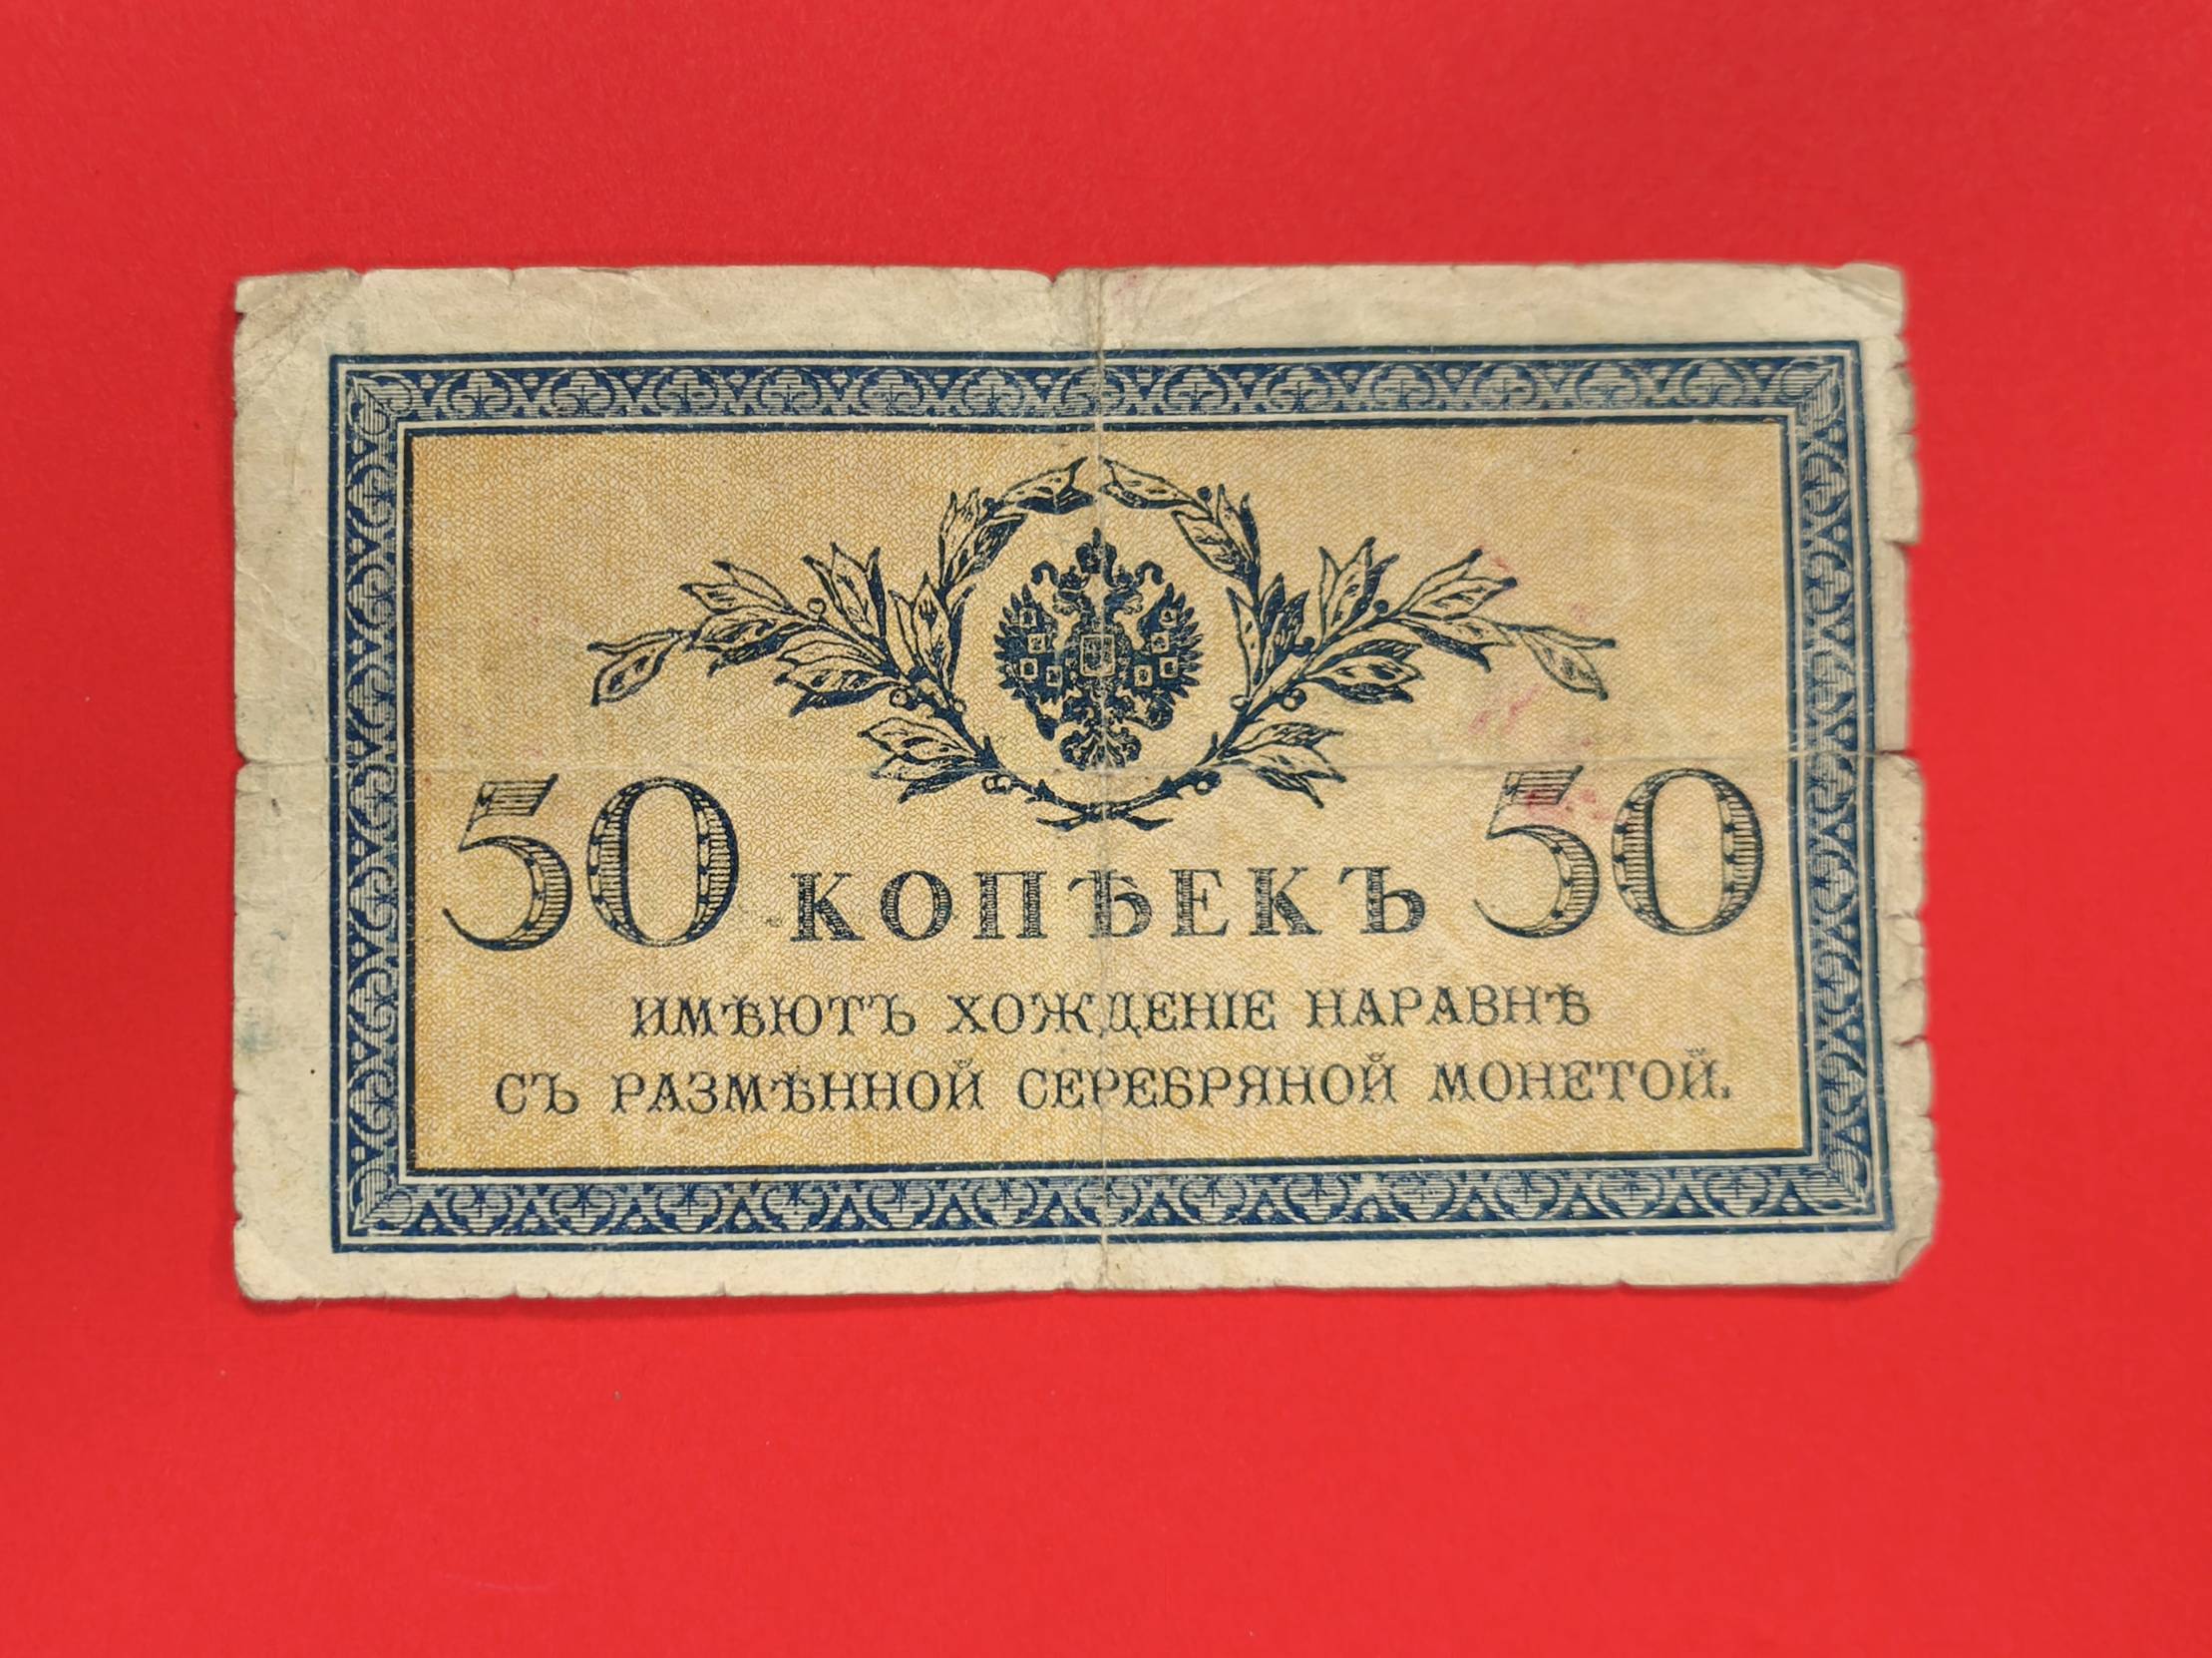 50 КОПѢЕКЪ 50
ИМѢЮТЪ ХОЖДЕНІЕ НАРАВНѢ
СЪ РАЗМѢННОЙ СЕРЕБРЯНОЙ МОНЕТОЙ.